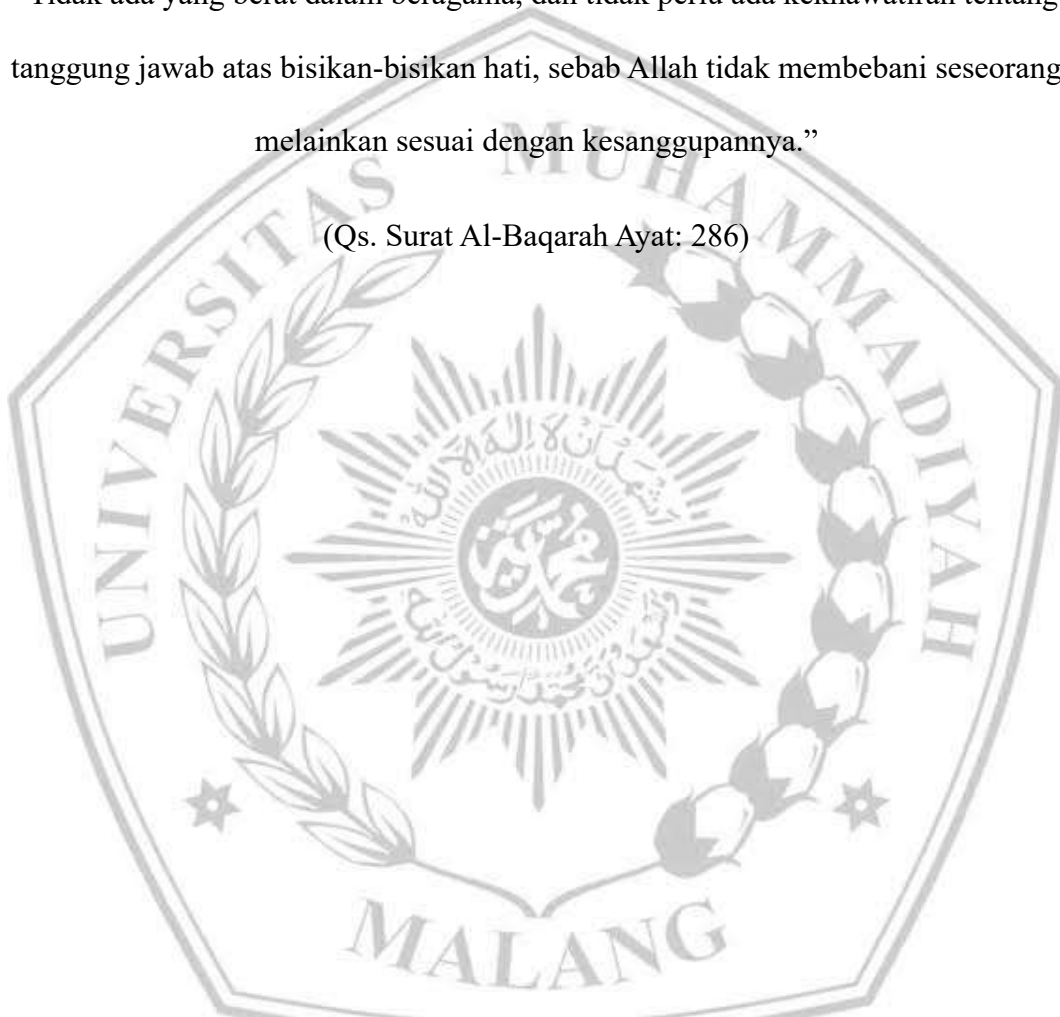 Tidak ada yang berat dalam beragama, dan tidak perlu ada kekhawatiran tentang
tanggung jawab atas bisikan-bisikan hati, sebab Allah tidak membebani seseorang
melainkan sesuai dengan kesanggupannya.”
(Qs. Surat Al-Baqarah Ayat: 286)
UNIVERSITAS MUHAMMADIYAH
MALANG